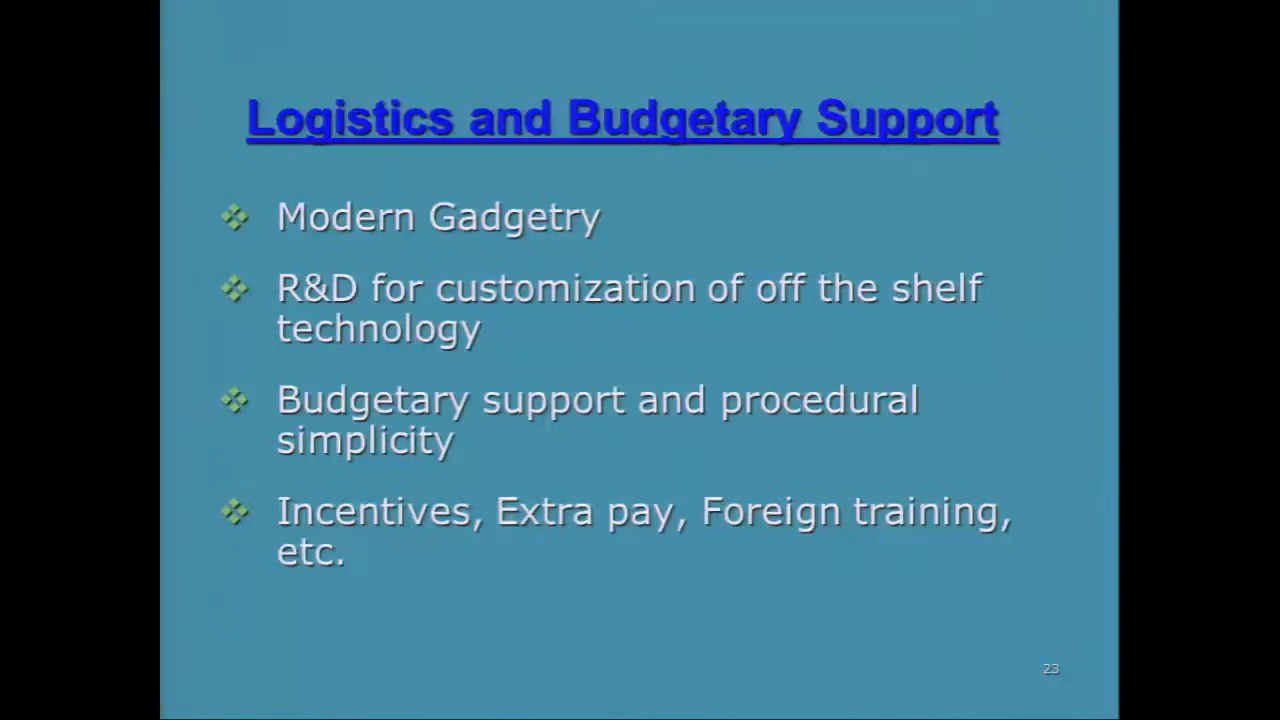 Logistics and Budgetary Support
Modern Gadgetry
R&D for customization of off the shelf
technology
Budgetary support and procedural
simplicity
Incentives, Extra pay, Foreign training,
etc.
23